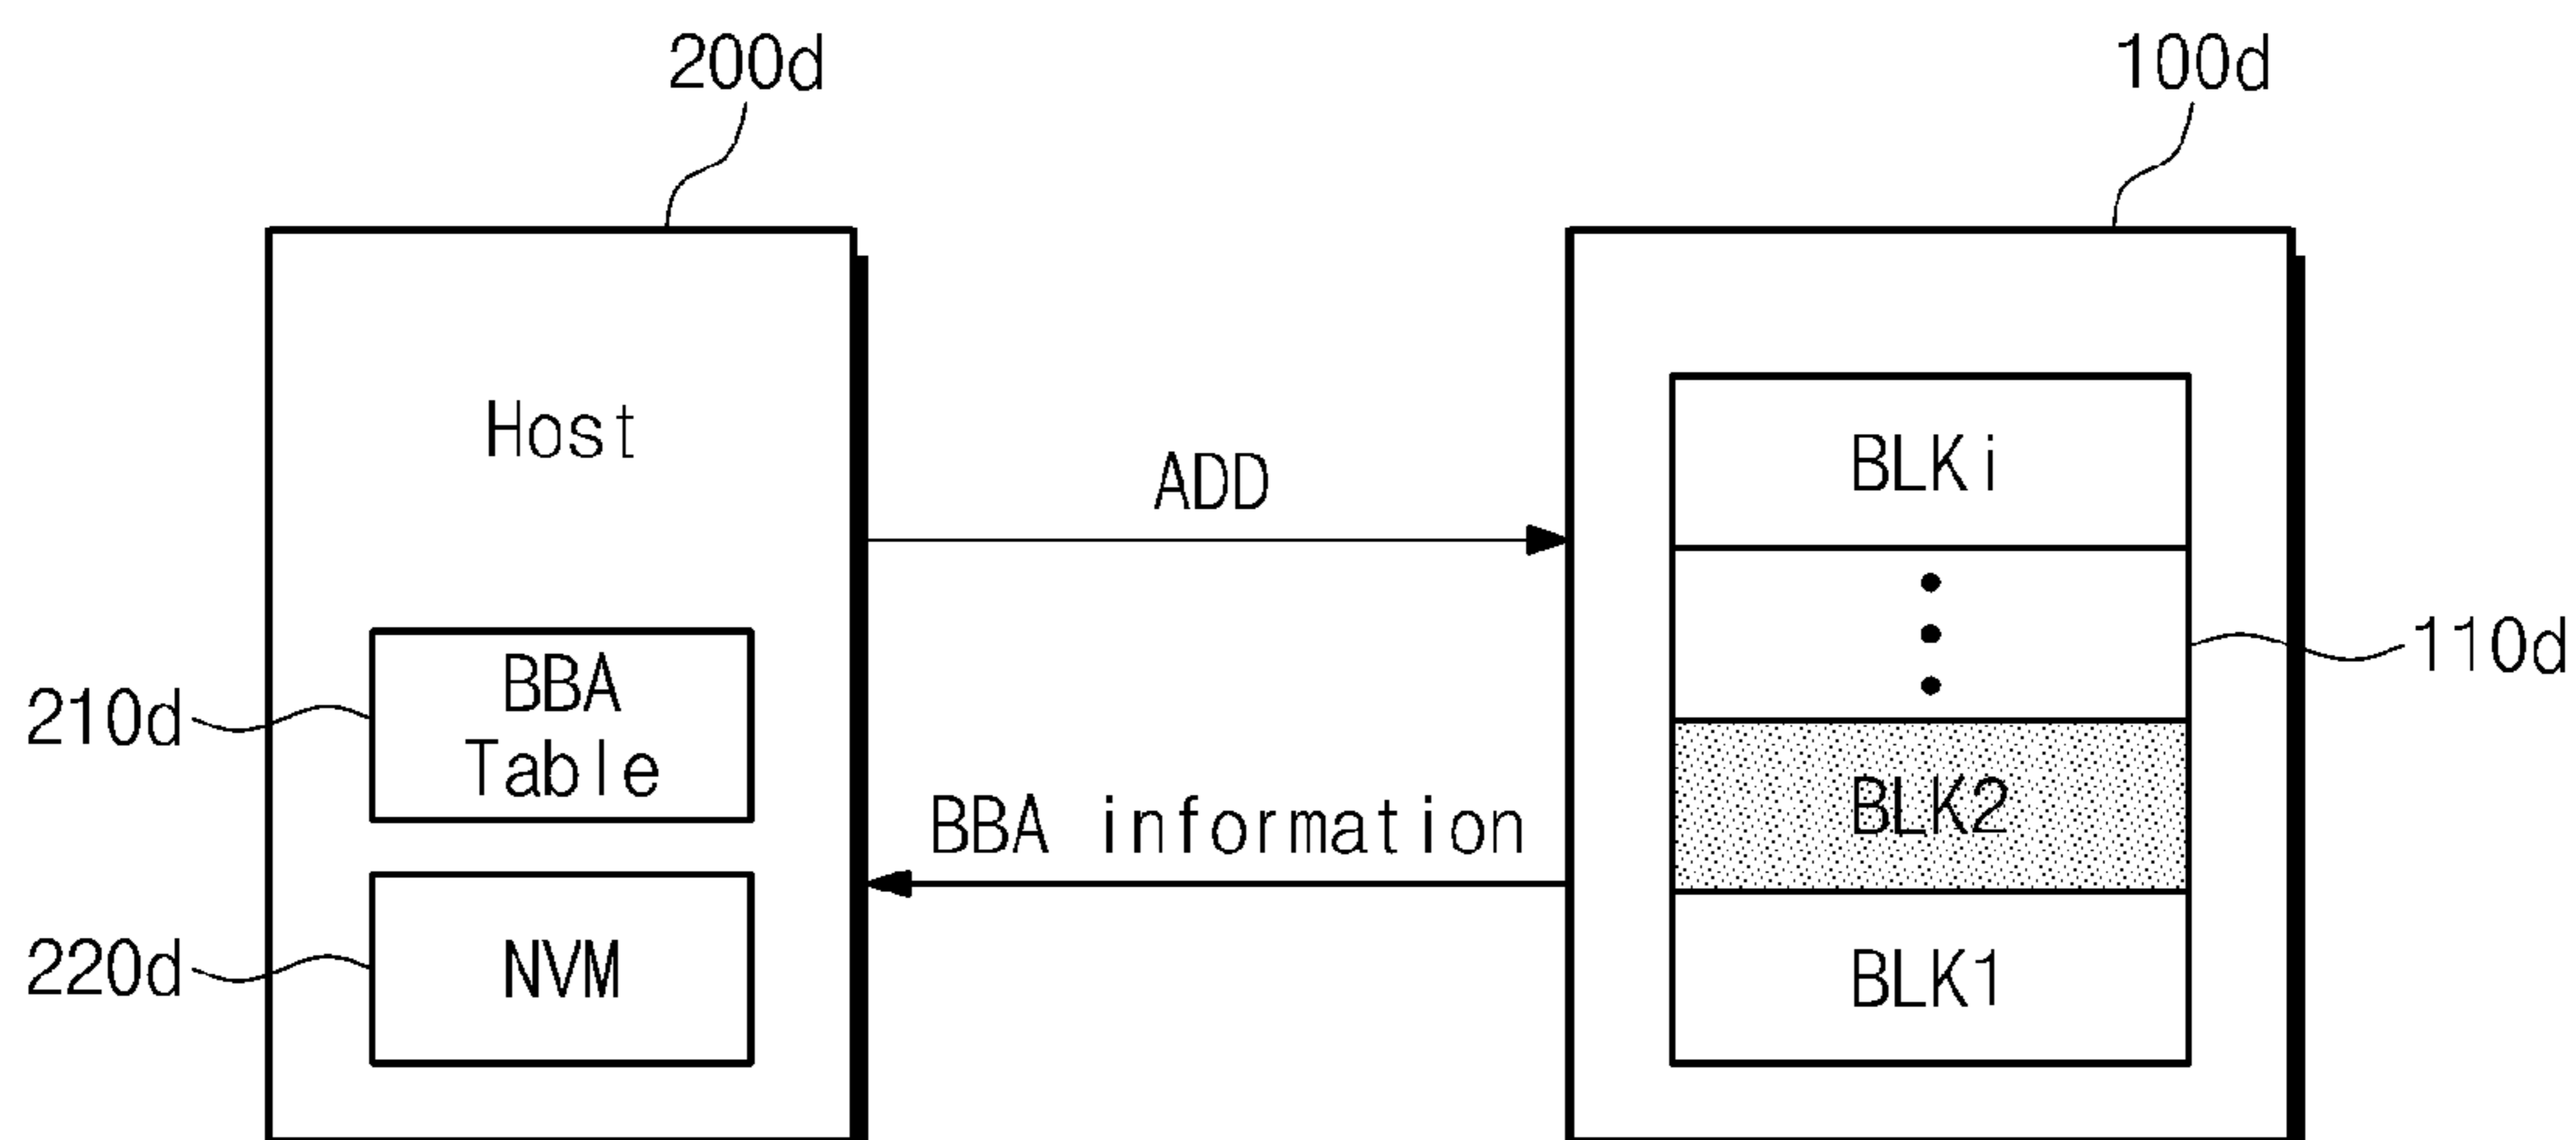 200d
100d
Host
ADD
BLKi
110d
210d
BBA
Table
BLK2
BBA information
220d
NVM
BLK1